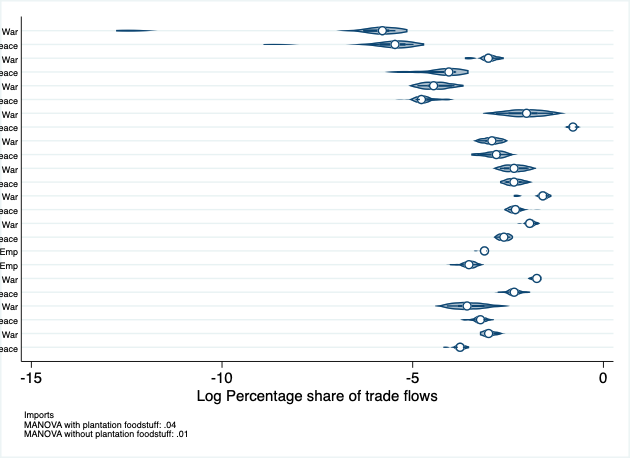 War
eace
War
eace
War
eace
War
eace
War
eace
War
eace
War
eace
War
eace
Emp
Emp
War
eace
War
eace
War
eace
-15 -10 -5 0
Log Percentage share of trade flows
Imports
MANOVA with plantation foodstuff: .04
MANOVA without plantation foodstuff: .01